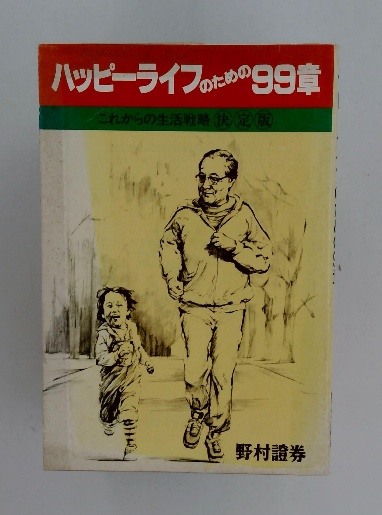 ハッピーライフのための99章
これからの生活戦略 決定版
野村證券